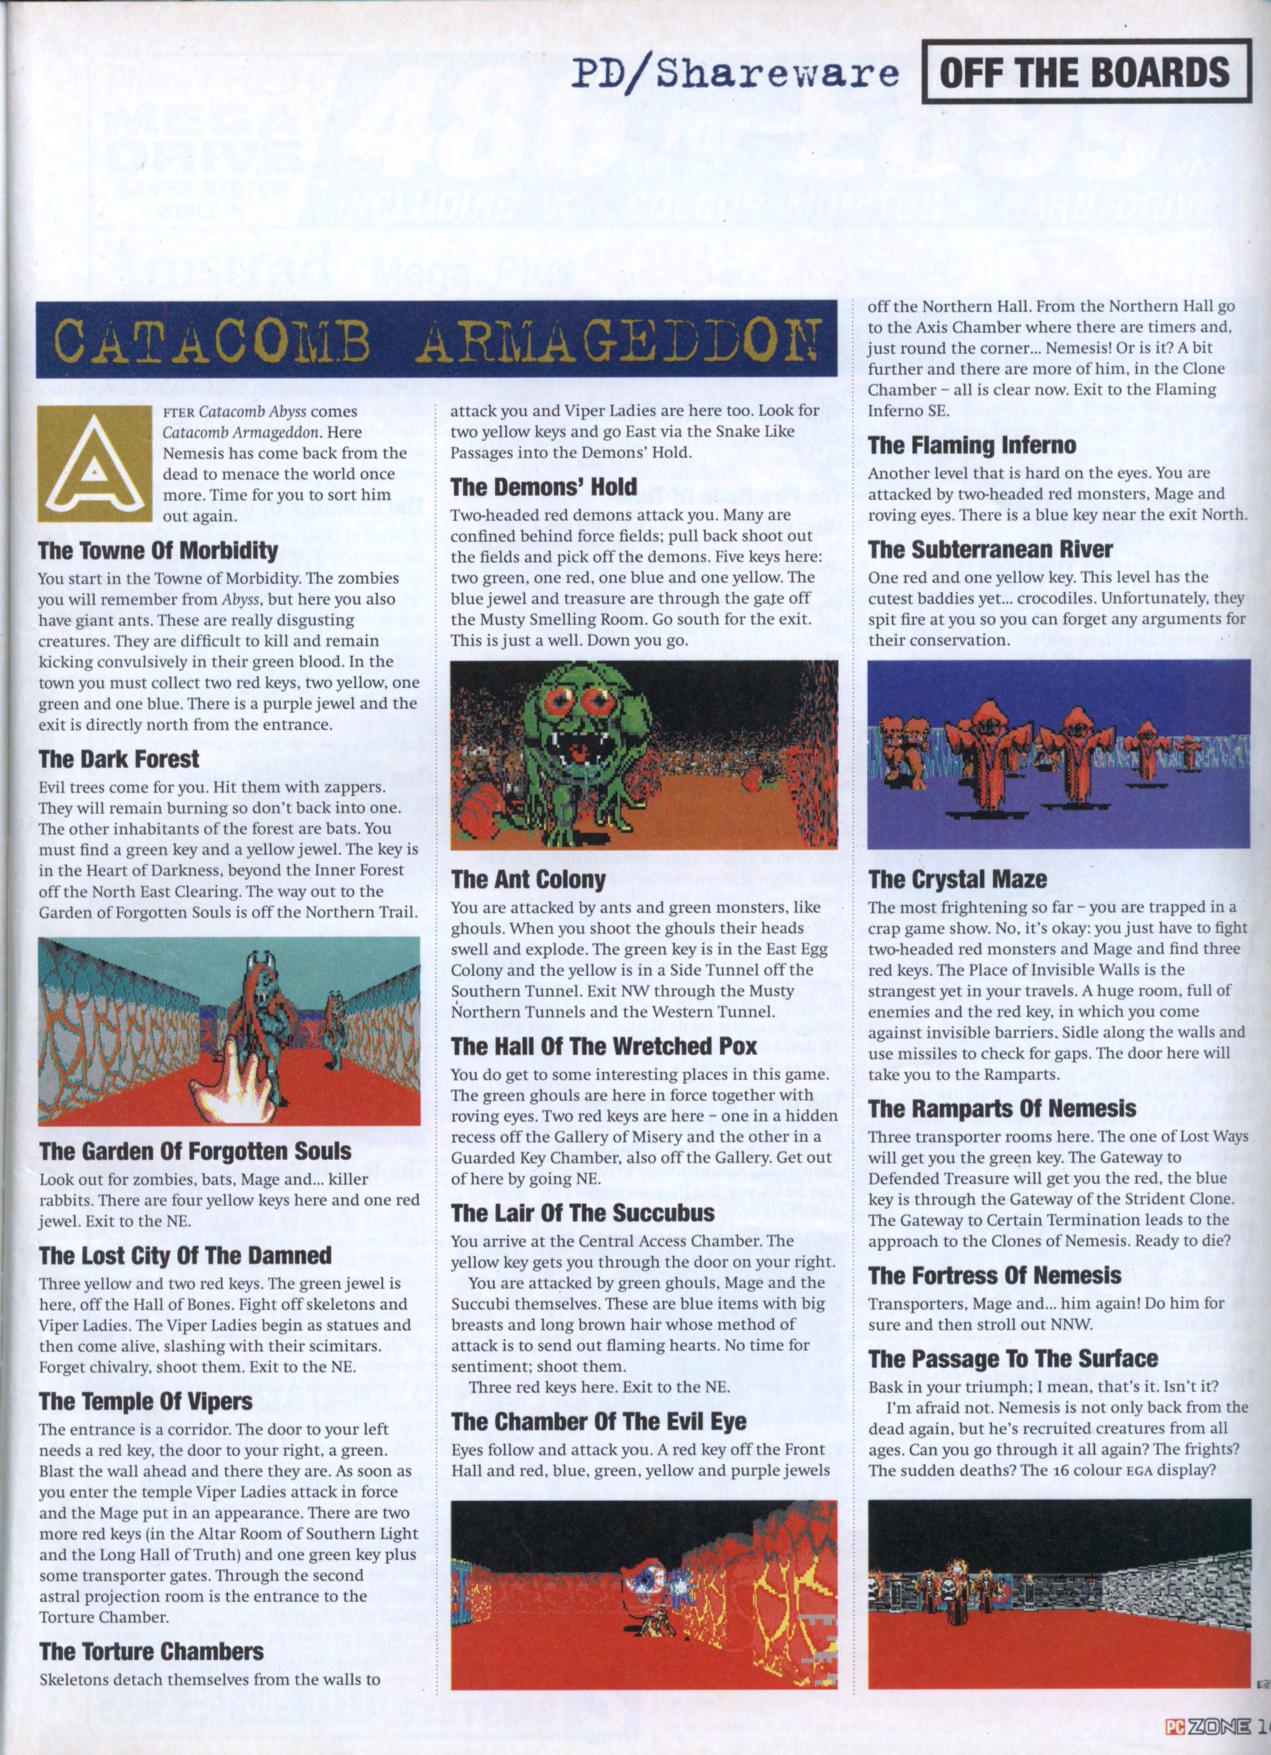 PD/Shareware OFF THE BOARDS
CATACOMB ARMAGEDDON
AFTER Catacomb Abyss comes
Catacomb Armageddon. Here
Nemesis has come back from the
dead to menace the world once
more. Time for you to sort him
out again.
The Towne Of Morbidity
You start in the Towne of Morbidity. The zombies
you will remember from Abyss, but here you also
have giant ants. These are really disgusting
creatures. They are difficult to kill and remain
kicking convulsively in their green blood. In the
town you must collect two red keys, two yellow, one
green and one blue. There is a purple jewel and the
exit is directly north from the entrance.
The Dark Forest
Evil trees come for you. Hit them with zappers.
They will remain burning so don't back into one.
The other inhabitants of the forest are bats. You
must find a green key and a yellow jewel. The key is
in the Heart of Darkness, beyond the Inner Forest
off the North East Clearing. The way out to the
Garden of Forgotten Souls is off the Northern Trail.
The Garden Of Forgotten Souls
Look out for zombies, bats, Mage and... killer
rabbits. There are four yellow keys here and one red
jewel. Exit to the NE.
The Lost City Of The Damned
Three yellow and two red keys. The green jewel is
here, off the Hall of Bones. Fight off skeletons and
Viper Ladies. The Viper Ladies begin as statues and
then come alive, slashing with their scimitars.
Forget chivalry, shoot them. Exit to the NE.
The Temple Of Vipers
The entrance is a corridor. The door to your left
needs a red key, the door to your right, a green.
Blast the wall ahead and there they are. As soon as
you enter the temple Viper Ladies attack in force
and the Mage put in an appearance. There are two
more red keys (in the Altar Room of Southern Light
and the Long Hall of Truth) and one green key plus
some transporter gates. Through the second
astral projection room is the entrance to the
Torture Chamber.
The Torture Chambers
Skeletons detach themselves from the walls to
attack you and Viper Ladies are here too. Look for
two yellow keys and go East via the Snake Like
Passages into the Demons' Hold.
The Demons' Hold
Two-headed red demons attack you. Many are
confined behind force fields; pull back shoot out
the fields and pick off the demons. Five keys here:
two green, one red, one blue and one yellow. The
blue jewel and treasure are through the gate off
the Musty Smelling Room. Go south for the exit.
This is just a well. Down you go.
The Ant Colony
You are attacked by ants and green monsters, like
ghouls. When you shoot the ghouls their heads
swell and explode. The green key is in the East Egg
Colony and the yellow is in a Side Tunnel off the
Southern Tunnel. Exit NW through the Musty
Northern Tunnels and the Western Tunnel.
The Hall Of The Wretched Pox
You do get to some interesting places in this game.
The green ghouls are here in force together with
roving eyes. Two red keys are here – one in a hidden
recess off the Gallery of Misery and the other in a
Guarded Key Chamber, also off the Gallery. Get out
of here by going NE.
The Lair Of The Succubus
You arrive at the Central Access Chamber. The
yellow key gets you through the door on your right.
You are attacked by green ghouls, Mage and the
Succubi themselves. These are blue items with big
breasts and long brown hair whose method of
attack is to send out flaming hearts. No time for
sentiment; shoot them.
Three red keys here. Exit to the NE.
The Chamber Of The Evil Eye
Eyes follow and attack you. A red key off the Front
Hall and red, blue, green, yellow and purple jewels
off the Northern Hall. From the Northern Hall go
to the Axis Chamber where there are timers and,
just round the corner... Nemesis! Or is it? A bit
further and there are more of him, in the Clone
Chamber – all is clear now. Exit to the Flaming
Inferno SE.
The Flaming Inferno
Another level that is hard on the eyes. You are
attacked by two-headed red monsters, Mage and
roving eyes. There is a blue key near the exit North.
The Subterranean River
One red and one yellow key. This level has the
cutest baddies yet... crocodiles. Unfortunately, they
spit fire at you so you can forget any arguments for
their conservation.
The Crystal Maze
The most frightening so far – you are trapped in a
crap game show. No, it's okay: you just have to fight
two-headed red monsters and Mage and find three
red keys. The Place of Invisible Walls is the
strangest yet in your travels. A huge room, full of
enemies and the red key, in which you come
against invisible barriers. Sidle along the walls and
use missiles to check for gaps. The door here will
take you to the Ramparts.
The Ramparts Of Nemesis
Three transporter rooms here. The one of Lost Ways
will get you the green key. The Gateway to
Defended Treasure will get you the red, the blue
key is through the Gateway of the Strident Clone.
The Gateway to Certain Termination leads to the
approach to the Clones of Nemesis. Ready to die?
The Fortress Of Nemesis
Transporters, Mage and... him again! Do him for
sure and then stroll out NNW.
The Passage To The Surface
Bask in your triumph; I mean, that's it. Isn't it?
I'm afraid not. Nemesis is not only back from the
dead again, but he's recruited creatures from all
ages. Can you go through it all again? The frights?
The sudden deaths? The 16 colour EGA display?
PC ZONE